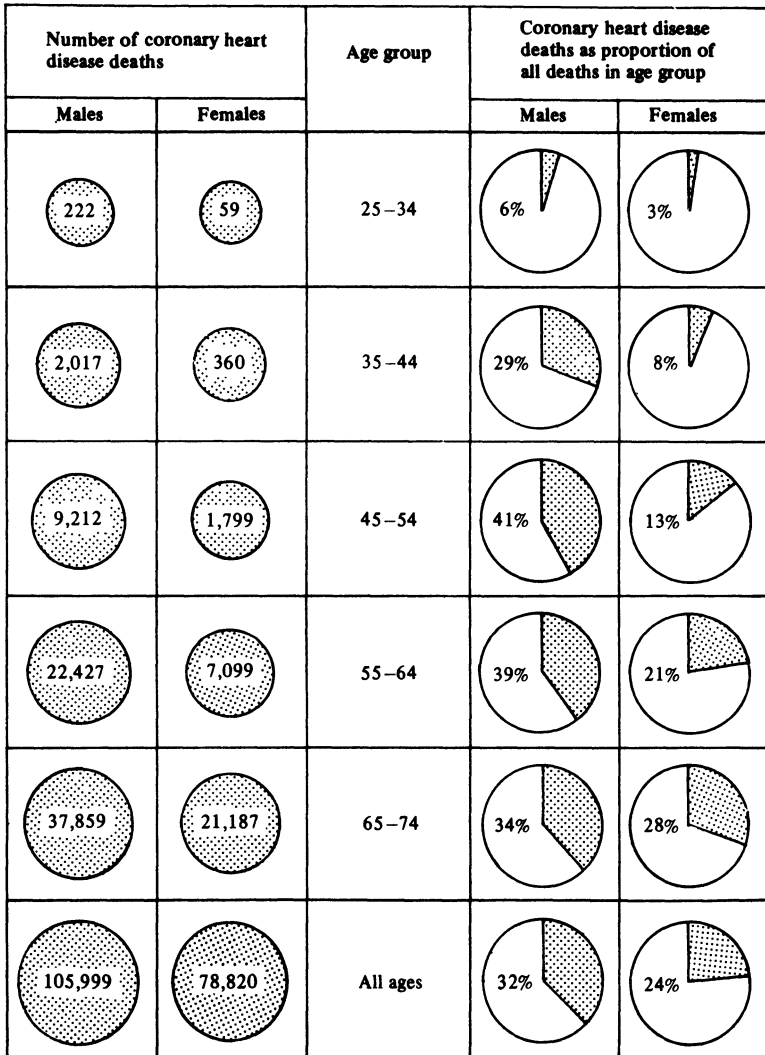 Number of coronary heart
disease deaths
Age group
Coronary heart disease
deaths as proportion of
all deaths in age group
Males
Females
Males
Females
222
59
25–34
6%
3%
2,017
360
35–44
29%
8%
9,212
1,799
45–54
41%
13%
22,427
7,099
55–64
39%
21%
37,859
21,187
65–74
34%
28%
105,999
78,820
All ages
32%
24%